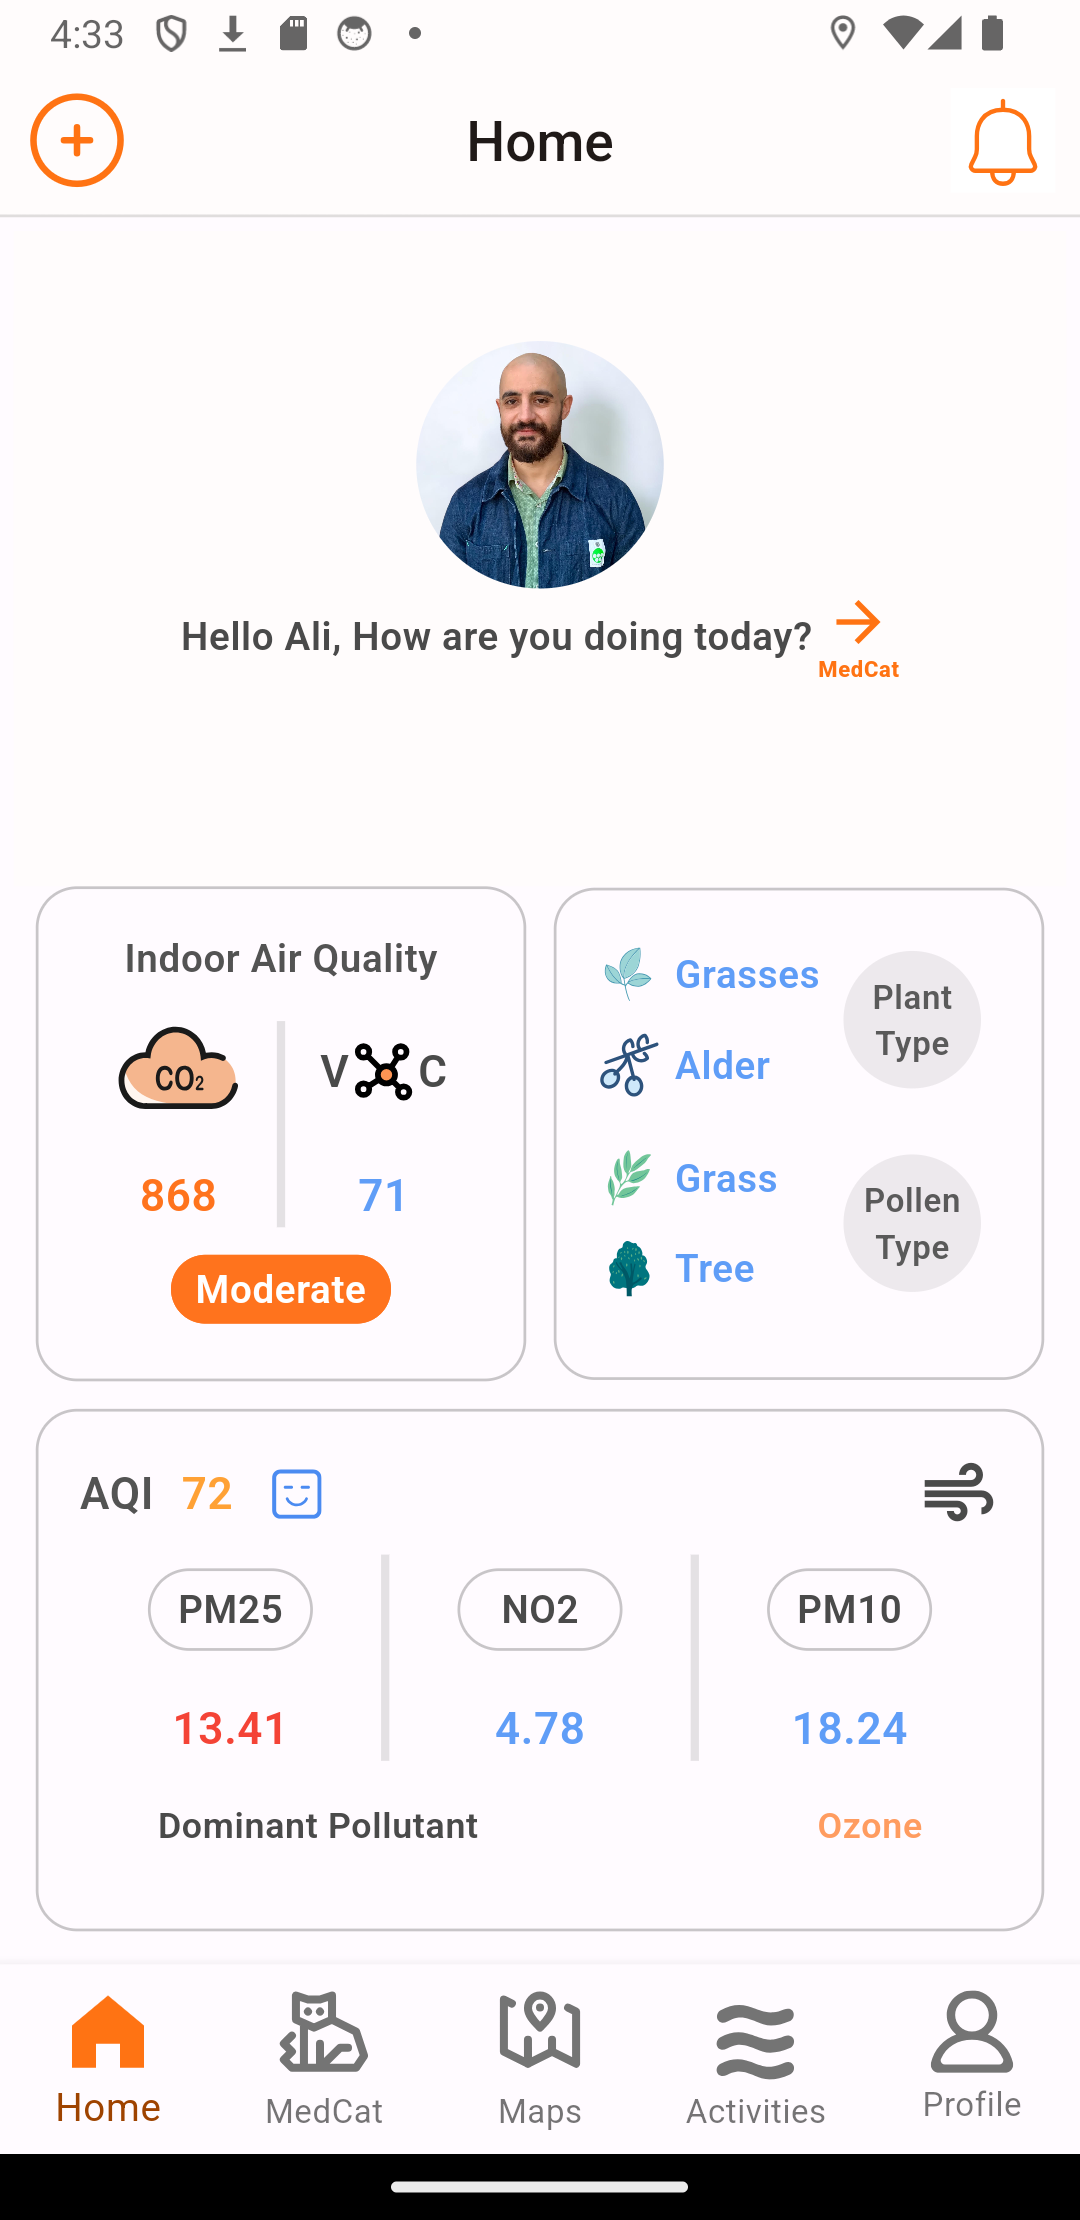 4:33
Home
Hello Ali, How are you doing today?
MedCat
Indoor Air Quality
CO₂
V C
868
71
Moderate
Grasses
Alder
Plant
Type
Grass
Tree
Pollen
Type
AQI 72
PM25
NO2
PM10
13.41
4.78
18.24
Dominant Pollutant
Ozone
Home
MedCat
Maps
Activities
Profile